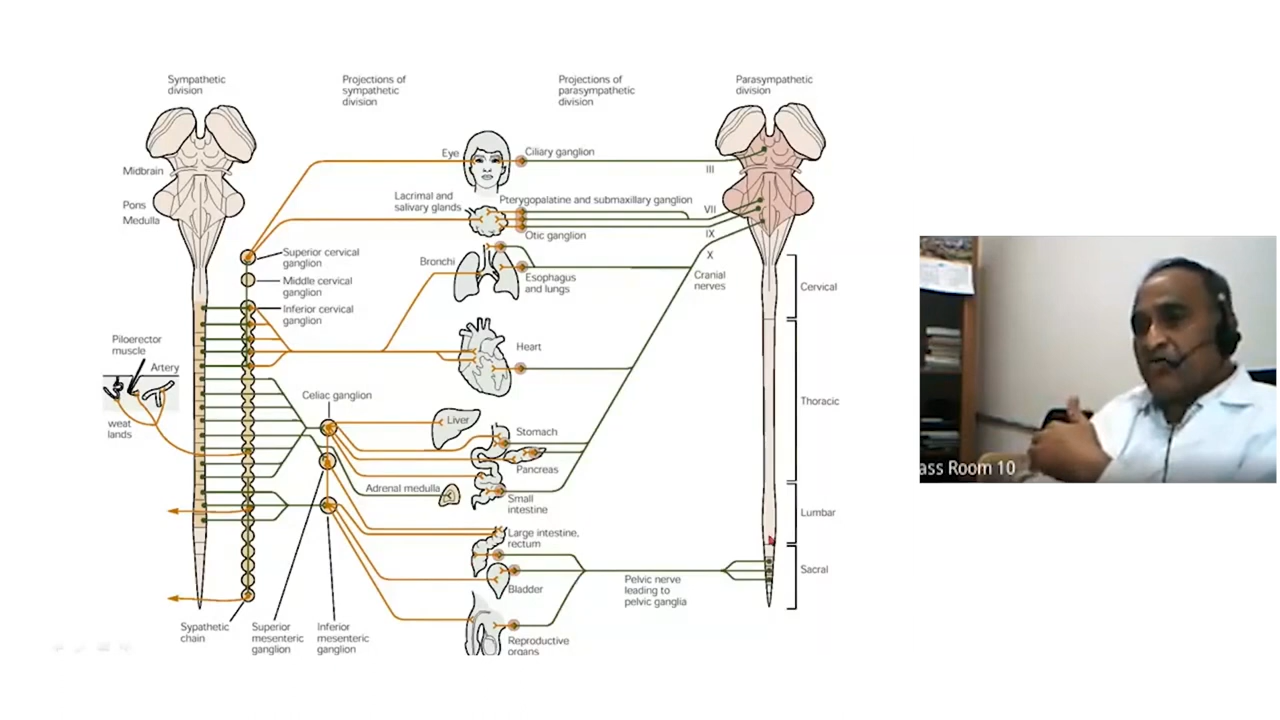 Sympathetic
division
Projections of
sympathetic
division
Projections of
parasympathetic
division
Parasympathetic
division
Midbrain
Pons
Medulla
Eye
Ciliary ganglion
III
Lacrimal and
salivary glands
Pterygopalatine and submaxillary ganglion
VII
Otic ganglion
IX
X
Cranial
nerves
Superior cervical
ganglion
Middle cervical
ganglion
Inferior cervical
ganglion
Bronchi
Esophagus
and lungs
Cervical
Piloerector
muscle
Artery
weat
lands
Heart
Celiac ganglion
Thoracic
Liver
Stomach
Pancreas
Adrenal medulla
Small
intestine
ass Room 10
Lumbar
Large intestine,
rectum
Sacral
Bladder
Pelvic nerve
leading to
pelvic ganglia
Sypathetic
chain
Superior
mesenteric
ganglion
Inferior
mesenteric
ganglion
Reproductive
organs